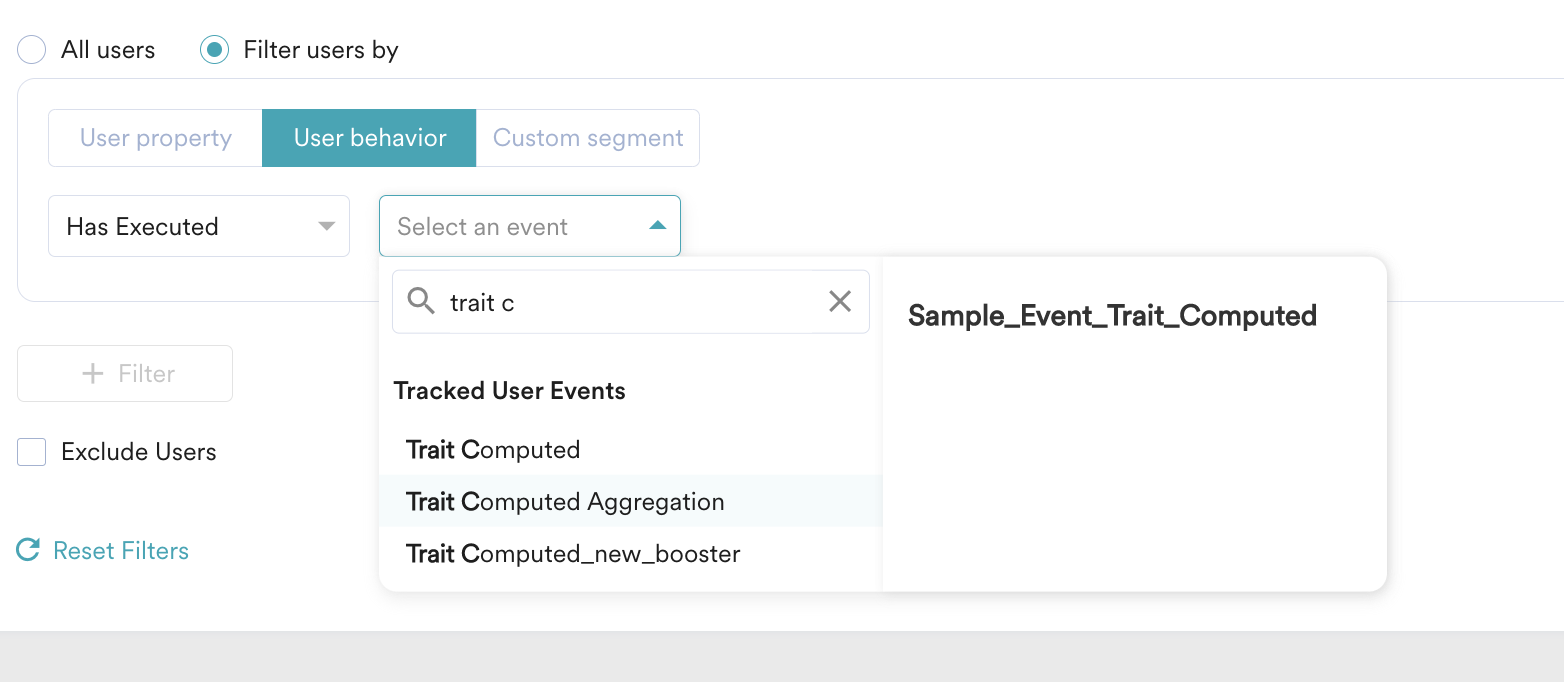 All users
Filter users by
User property
User behavior
Custom segment
Has Executed
Select an event
trait c
Sample_Event_Trait_Computed
Filter
Tracked User Events
Exclude Users
Trait Computed
Trait Computed Aggregation
Reset Filters
Trait Computed_new_booster